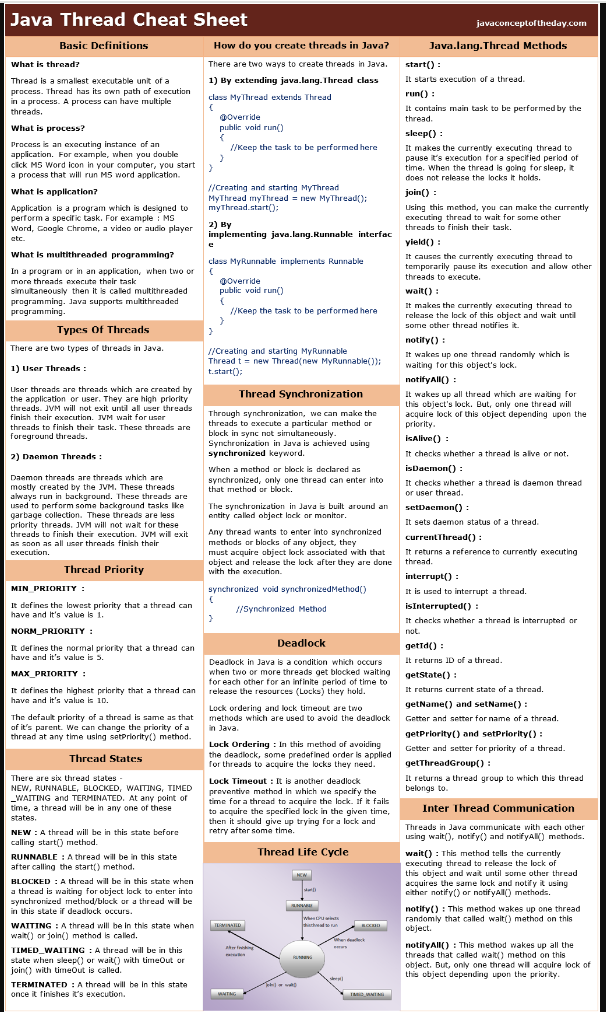 Java Thread Cheat Sheet
javaconceptoftheday.com
Basic Definitions
What is thread?
Thread is a smallest executable unit of a
process. Thread has its own path of execution
in a process. A process can have multiple
threads.
What is process?
Process is an executing instance of an
application. For example, when you double
click MS Word icon in your computer, you start
a process that will run MS word application.
What is application?
Application is a program which is designed to
perform a specific task. For example : MS
Word, Google Chrome, a video or audio player
etc.
What is multithreaded programming?
In a program or in an application, when two or
more threads execute their task
simultaneously then it is called multithreaded
programming. Java supports multithreaded
programming.
Types Of Threads
There are two types of threads in Java.
1) User Threads :
User threads are threads which are created by
the application or user. They are high priority
threads. JVM will not exit until all user threads
finish their execution. JVM wait for user
threads to finish their task. These threads are
foreground threads.
2) Daemon Threads :
Daemon threads are threads which are
mostly created by the JVM. These threads
always run in background. These threads are
used to perform some background tasks like
garbage collection. These threads are less
priority threads. JVM will not wait for these
threads to finish their execution. JVM will exit
as soon as all user threads finish their
execution.
Thread Priority
MIN_PRIORITY :
It defines the lowest priority that a thread can
have and it's value is 1.
NORM_PRIORITY :
It defines the normal priority that a thread can
have and it's value is 5.
MAX_PRIORITY :
It defines the highest priority that a thread can
have and it's value is 10.
The default priority of a thread is same as that
of it's parent. We can change the priority of a
thread at any time using setPriority() method.
Thread States
There are six thread states -
NEW, RUNNABLE, BLOCKED, WAITING, TIMED
_WAITING and TERMINATED. At any point of
time, a thread will be in any one of these
states.
NEW : A thread will be in this state before
calling start() method.
RUNNABLE : A thread will be in this state
after calling the start() method.
BLOCKED : A thread will be in this state when
a thread is waiting for object lock to enter into
synchronized method/block or a thread will be
in this state if deadlock occurs.
WAITING : A thread will be in this state when
wait() or join() method is called.
TIMED_WAITING : A thread will be in this
state when sleep() or wait() with timeOut or
join() with timeOut is called.
TERMINATED : A thread will be in this state
once it finishes it's execution.
How do you create threads in Java?
There are two ways to create threads in Java.
1) By extending java.lang.Thread class
class MyThread extends Thread
{
@Override
public void run()
{
//Keep the task to be performed here
}
}
//Creating and starting MyThread
MyThread myThread = new MyThread();
myThread.start();
2) By
implementing java.lang.Runnable interfac
e
class MyRunnable implements Runnable
{
@Override
public void run()
{
//Keep the task to be performed here
}
}
//Creating and starting MyRunnable
Thread t = new Thread(new MyRunnable());
t.start();
Thread Synchronization
Through synchronization, we can make the
threads to execute a particular method or
block in sync not simultaneously.
Synchronization in Java is achieved using
synchronized keyword.
When a method or block is declared as
synchronized, only one thread can enter into
that method or block.
The synchronization in Java is built around an
entity called object lock or monitor.
Any thread wants to enter into synchronized
methods or blocks of any object, they
must acquire object lock associated with that
object and release the lock after they are done
with the execution.
synchronized void synchronizedMethod()
{
//Synchronized Method
}
Deadlock
Deadlock in Java is a condition which occurs
when two or more threads get blocked waiting
for each other for an infinite period of time to
release the resources (Locks) they hold.
Lock ordering and lock timeout are two
methods which are used to avoid the deadlock
in Java.
Lock Ordering : In this method of avoiding
the deadlock, some predefined order is applied
for threads to acquire the locks they need.
Lock Timeout : It is another deadlock
preventive method in which we specify the
time for a thread to acquire the lock. If it fails
to acquire the specified lock in the given time,
then it should give up trying for a lock and
retry after some time.
Thread Life Cycle
NEW
start()
RUNNABLE
When CPU selects
this thread to run
TERMINATED
BLOCKED
After finishing
execution
When deadlock
occurs
RUNNING
join() or wait()
sleep()
WAITING
TIMED_WAITING
Java.lang.Thread Methods
start() :
It starts execution of a thread.
run() :
It contains main task to be performed by the
thread.
sleep() :
It makes the currently executing thread to
pause it's execution for a specified period of
time. When the thread is going for sleep, it
does not release the locks it holds.
join() :
Using this method, you can make the currently
executing thread to wait for some other
threads to finish their task.
yield() :
It causes the currently executing thread to
temporarily pause its execution and allow other
threads to execute.
wait() :
It makes the currently executing thread to
release the lock of this object and wait until
some other thread notifies it.
notify() :
It wakes up one thread randomly which is
waiting for this object's lock.
notifyAll() :
It wakes up all thread which are waiting for
this object's lock. But, only one thread will
acquire lock of this object depending upon the
priority.
isAlive() :
It checks whether a thread is alive or not.
isDaemon() :
It checks whether a thread is daemon thread
or user thread.
setDaemon() :
It sets daemon status of a thread.
currentThread() :
It returns a reference to currently executing
thread.
interrupt() :
It is used to interrupt a thread.
isInterrupted() :
It checks whether a thread is interrupted or
not.
getId() :
It returns ID of a thread.
getState() :
It returns current state of a thread.
getName() and setName() :
Getter and setter for name of a thread.
getPriority() and setPriority() :
Getter and setter for priority of a thread.
getThreadGroup() :
It returns a thread group to which this thread
belongs to.
Inter Thread Communication
Threads in Java communicate with each other
using wait(), notify() and notifyAll() methods.
wait() : This method tells the currently
executing thread to release the lock of
this object and wait until some other thread
acquires the same lock and notify it using
either notify() or notifyAll() methods.
notify() : This method wakes up one thread
randomly that called wait() method on this
object.
notifyAll() : This method wakes up all the
threads that called wait() method on this
object. But, only one thread will acquire lock of
this object depending upon the priority.